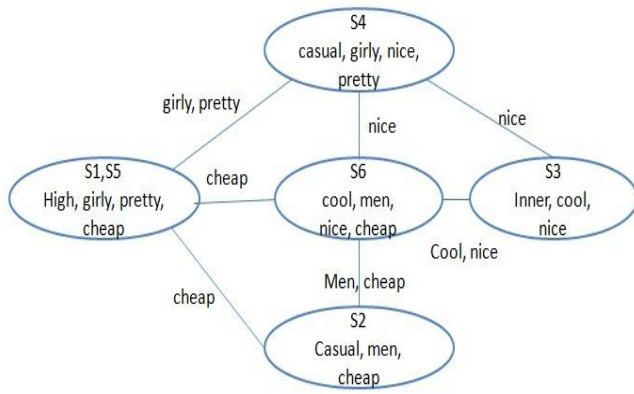 S4
casual, girly, nice,
pretty
girly, pretty
nice
nice
S1,S5
High, girly, pretty,
cheap
cheap
S6
cool, men,
nice, cheap
S3
Inner, cool,
nice
Cool, nice
Men, cheap
cheap
S2
Casual, men,
cheap